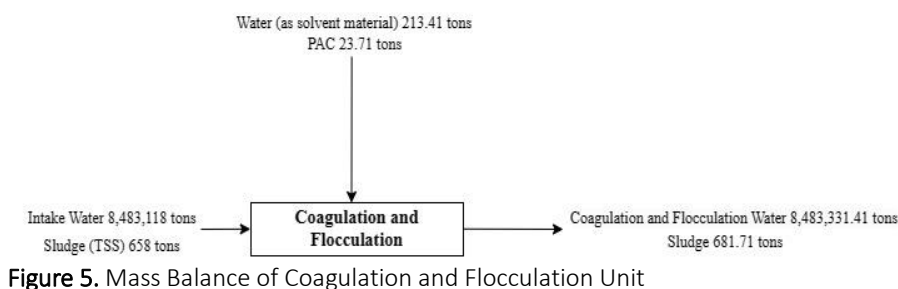 Water (as solvent material) 213.41 tons
PAC 23.71 tons
Intake Water 8,483,118 tons
Sludge (TSS) 658 tons
Coagulation and
Flocculation
Coagulation and Flocculation Water 8,483,331.41 tons
Sludge 681.71 tons
Figure 5. Mass Balance of Coagulation and Flocculation Unit